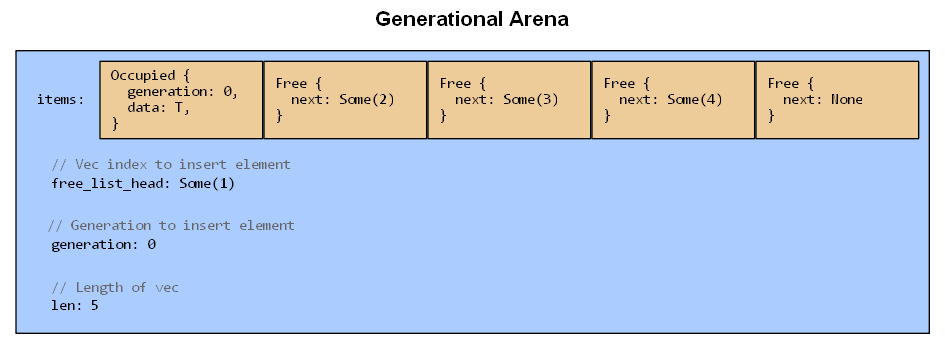 Generational Arena
items:
Occupied {
generation: 0,
data: T,
}
Free {
next: Some(2)
}
Free {
next: Some(3)
}
Free {
next: Some(4)
}
Free {
next: None
}
// Vec index to insert element
free_list_head: Some(1)
// Generation to insert element
generation: 0
// Length of vec
len: 5